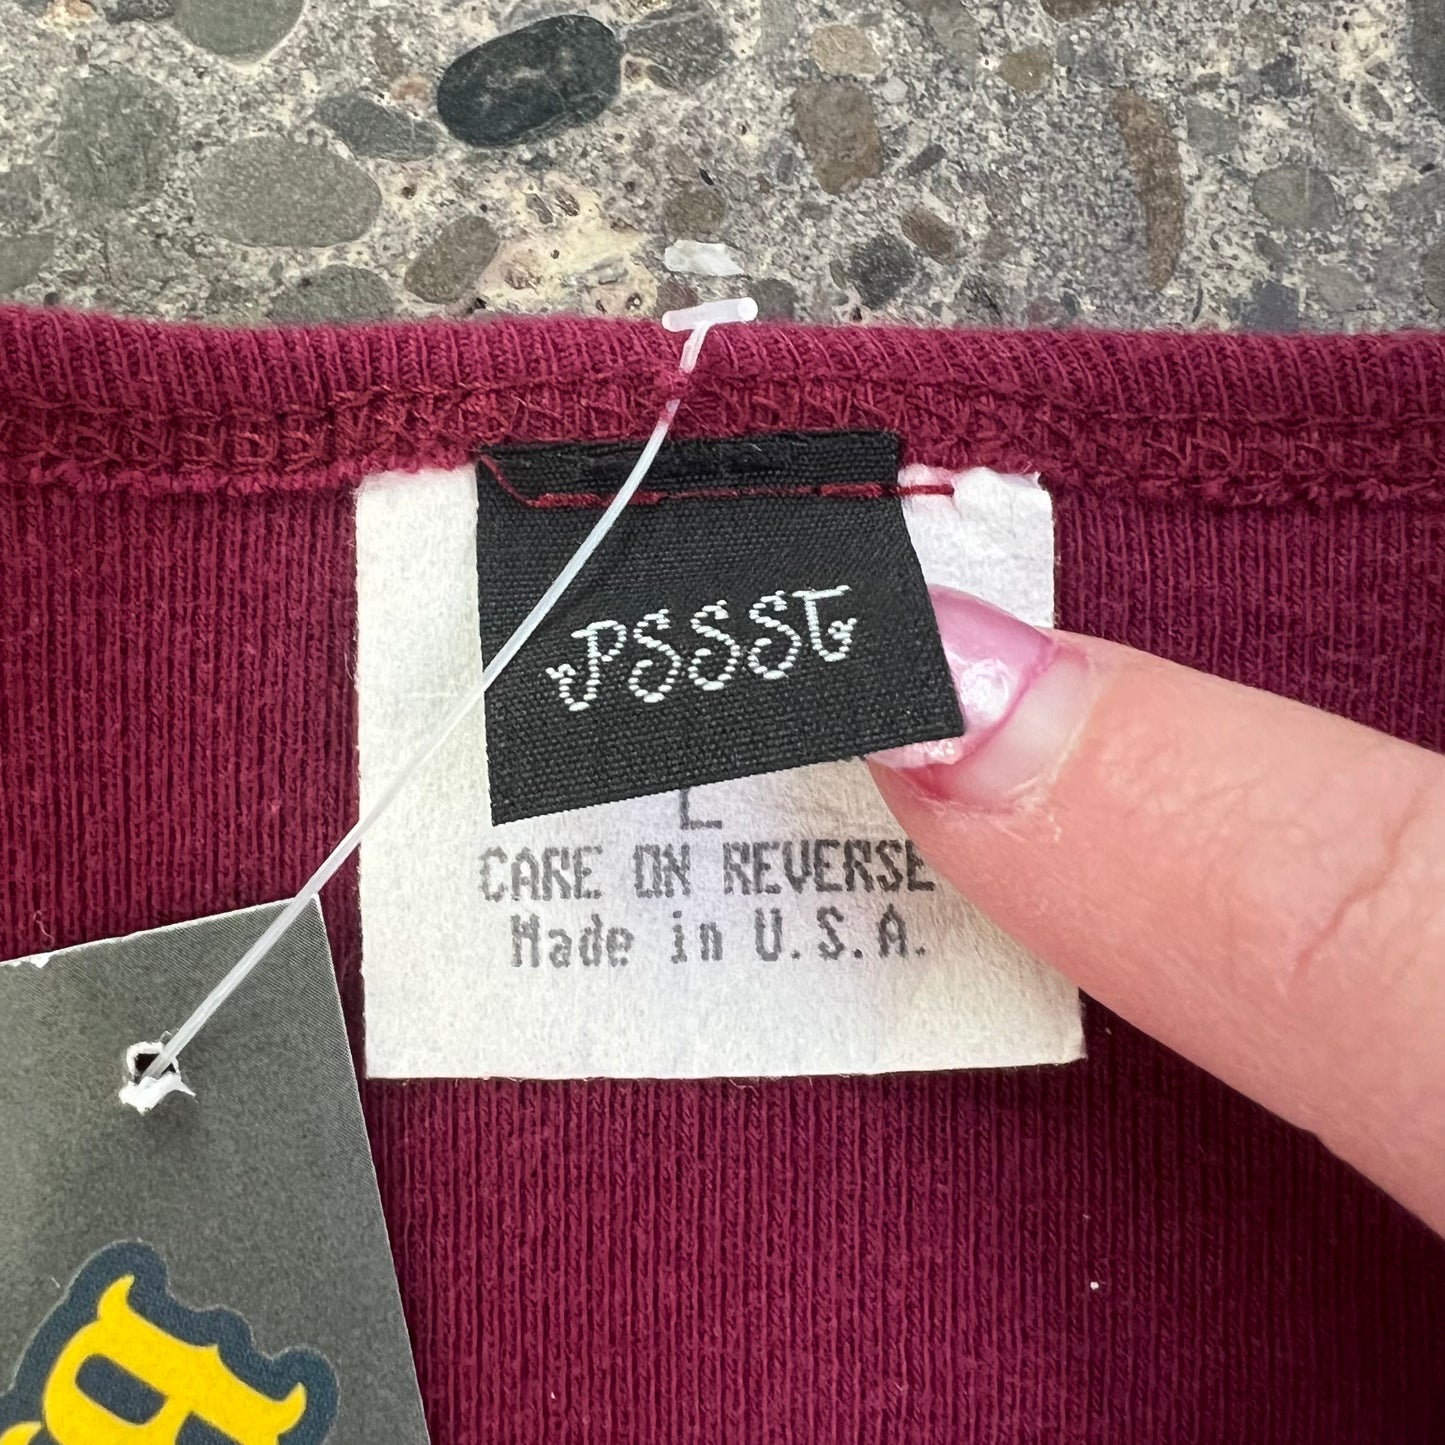 PSSST
L
CARE ON REVERSE
Made in U.S.A.